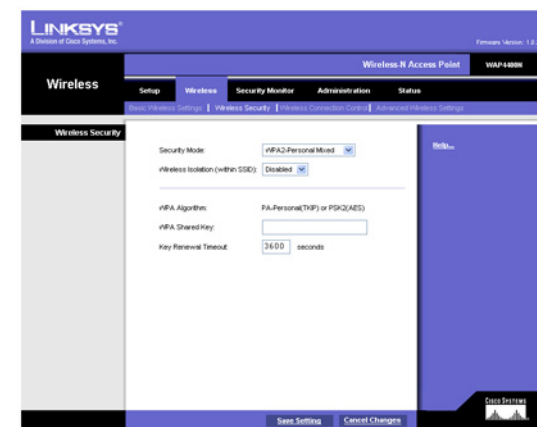 LINKSYS®
A Division of Cisco Systems, Inc.
Firmware Version: 1.2.
Wireless-N Access Point
WAP4400N
Wireless
Setup
Wireless
Security Monitor
Administration
Status
Basic Wireless Settings | Wireless Security | Wireless Connection Control | Advanced Wireless Settings
Wireless Security
Security Mode: WPA2-Personal Mixed
Wireless Isolation (within SSID): Disabled
Help...
WPA Algorithm: PA-Personal(TKIP) or PSK2(AES)
WPA Shared Key:
Key Renewal Timeout: 3600 seconds
Save Setting
Cancel Changes
CISCO SYSTEMS